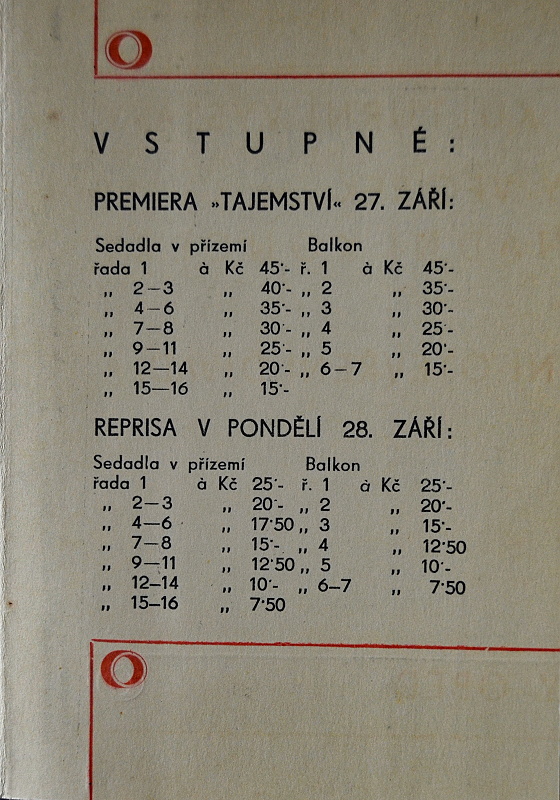 VSTUPNÉ:
PREMIERA »TAJEMSTVÍ« 27. ZÁŘÍ:
Sedadla v přízemí Balkon
řada 1 à Kč 45·- ř. 1 à Kč 45·-
„ 2—3 „ 40·- „ 2 „ 35·-
„ 4—6 „ 35·- „ 3 „ 30·-
„ 7—8 „ 30·- „ 4 „ 25·-
„ 9—11 „ 25·- „ 5 „ 20·-
„ 12—14 „ 20·- „ 6—7 „ 15·-
„ 15—16 „ 15·-
REPRISA V PONDĚLÍ 28. ZÁŘÍ:
Sedadla v přízemí Balkon
řada 1 à Kč 25·- ř. 1 à Kč 25·-
„ 2—3 „ 20·- „ 2 „ 20·-
„ 4—6 „ 17·50 „ 3 „ 15·-
„ 7—8 „ 15·- „ 4 „ 12·50
„ 9—11 „ 12·50 „ 5 „ 10·-
„ 12—14 „ 10·- „ 6—7 „ 7·50
„ 15—16 „ 7·50